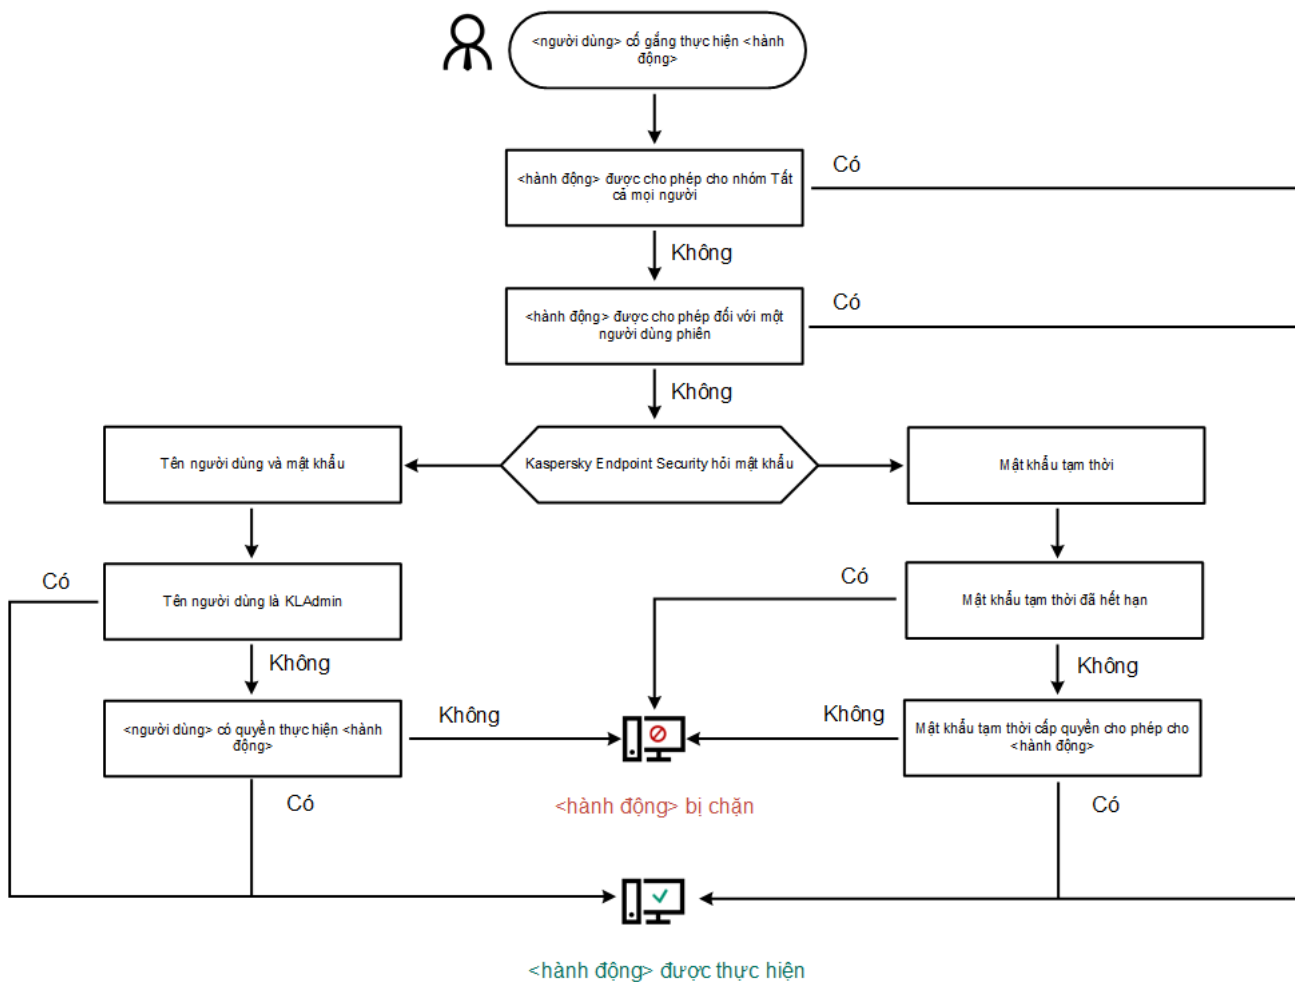 <người dùng> cố gắng thực hiện <hành
động>
<hành động> được cho phép cho nhóm Tất
cả mọi người
Có
Không
<hành động> được cho phép đối với một
người dùng phiên
Có
Không
Tên người dùng và mật khẩu
Kaspersky Endpoint Security hỏi mật khẩu
Mật khẩu tạm thời
Có
Tên người dùng là KLAdmin
Có
Mật khẩu tạm thời đã hết hạn
Không
Không
<người dùng> có quyền thực hiện <hành
động>
Không
Không
Mật khẩu tạm thời cấp quyền cho phép cho
<hành động>
Có
<hành động> bị chặn
Có
<hành động> được thực hiện